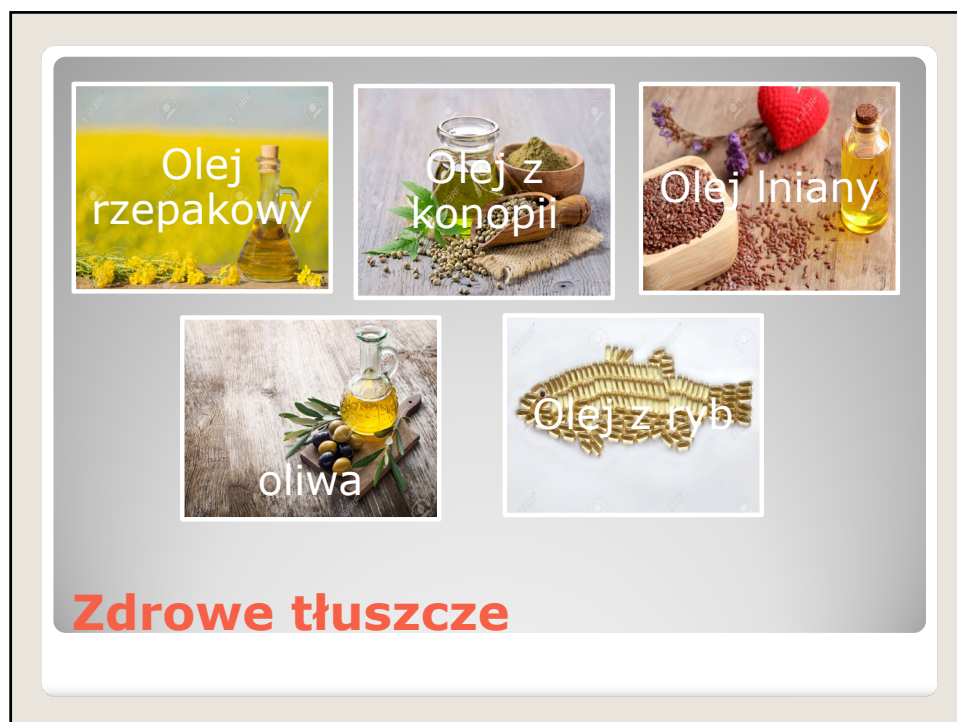 Olej
rzepakowy
Olej z
konopii
Olej lniany
oliwa
Olej z ryb
Zdrowe tłuszcze